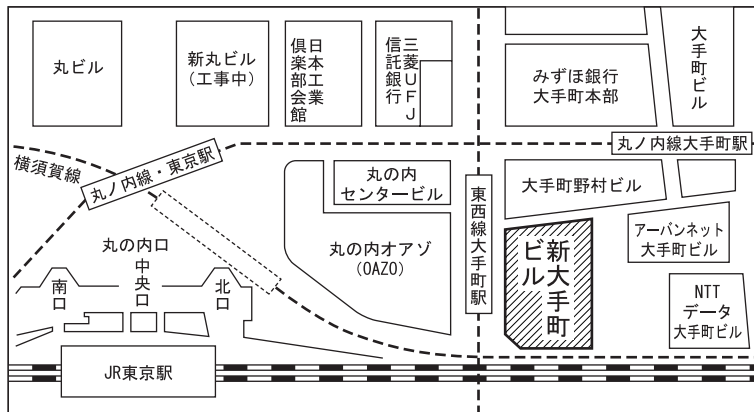 丸ビル
新丸ビル
(工事中)
日本工業
倶楽部会館
三菱UFJ
信託銀行
みずほ銀行
大手町本部
大手町ビル
横須賀線
丸ノ内線・東京駅
丸ノ内線大手町駅
丸の内
センタービル
東西線大手町駅
大手町野村ビル
アーバンネット
大手町ビル
丸の内口
中央口
南口
北口
丸の内オアゾ
(OAZO)
新大手町
ビル
NTT
データ
大手町ビル
JR東京駅